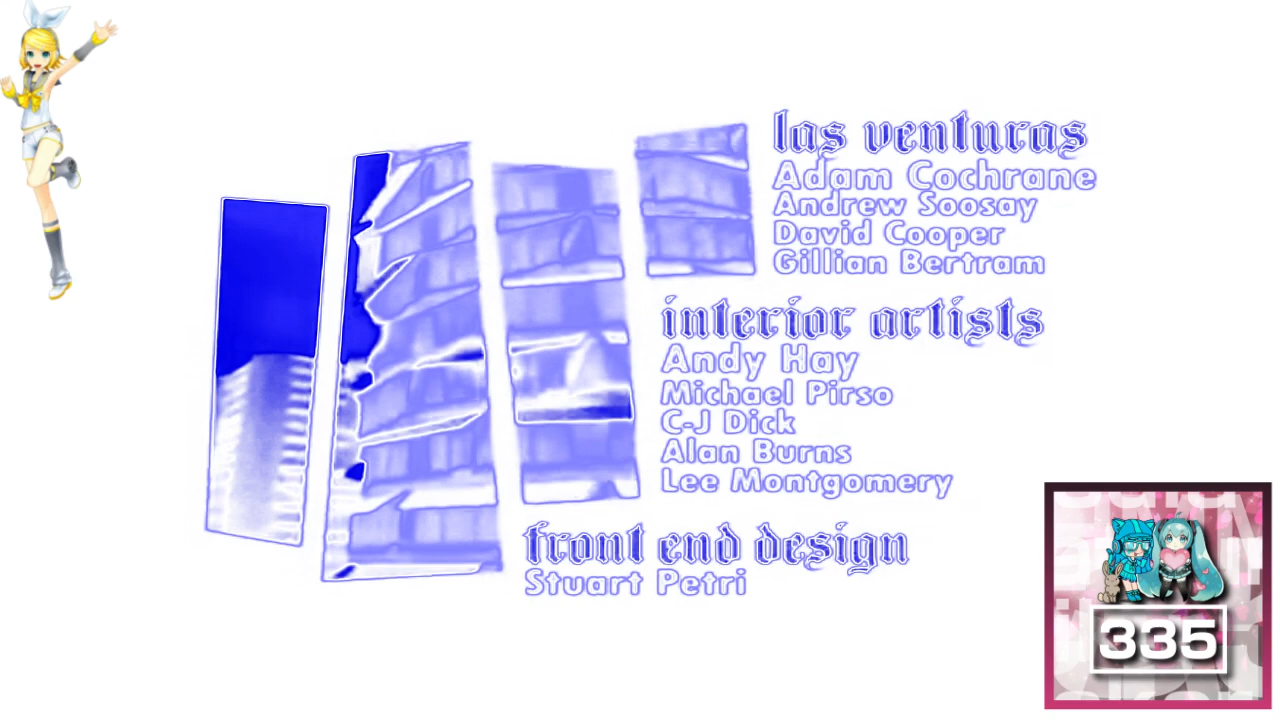 las venturas
Adam Cochrane
Andrew Soosay
David Cooper
Gillian Bertram
interior artists
Andy Hay
Michael Pirso
C-J Dick
Alan Burns
Lee Montgomery
front end design
Stuart Petri
335